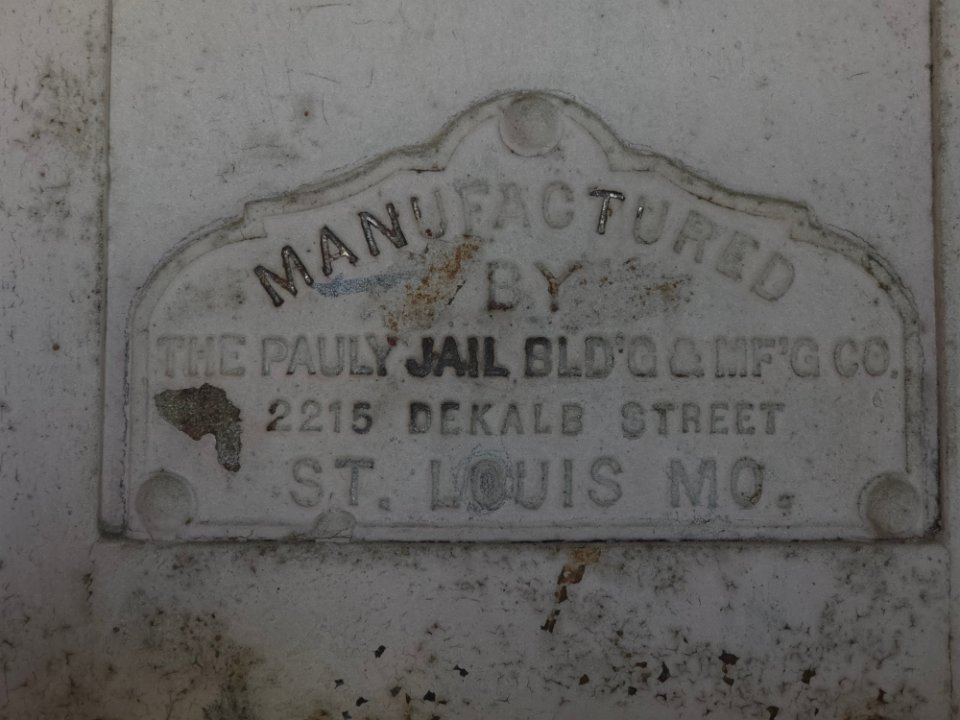 MANUFACTURED
BY
THE PAULY JAIL BLD'G & MF'G CO.
2215 DEKALB STREET
ST. LOUIS MO.